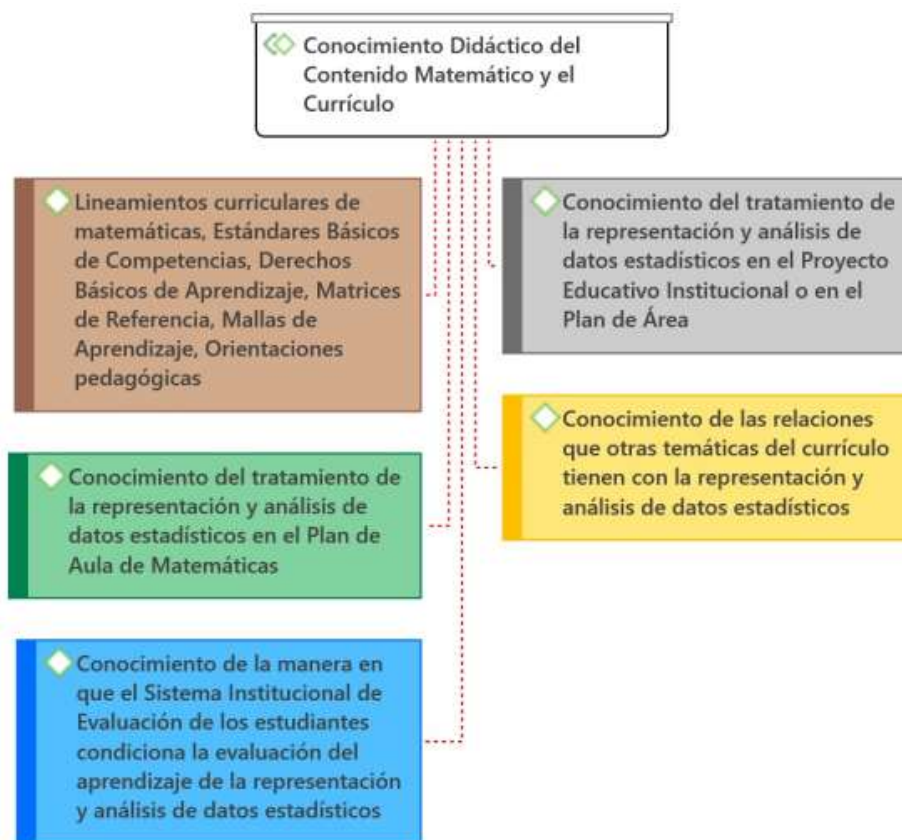 Conocimiento Didáctico del
Contenido Matemático y el
Currículo
Lineamientos curriculares de
matemáticas, Estándares Básicos
de Competencias, Derechos
Básicos de Aprendizaje, Matrices
de Referencia, Mallas de
Aprendizaje, Orientaciones
pedagógicas
Conocimiento del tratamiento de
la representación y análisis de
datos estadísticos en el Proyecto
Educativo Institucional o en el
Plan de Área
Conocimiento del tratamiento de
la representación y análisis de
datos estadísticos en el Plan de
Aula de Matemáticas
Conocimiento de las relaciones
que otras temáticas del currículo
tienen con la representación y
análisis de datos estadísticos
Conocimiento de la manera en
que el Sistema Institucional de
Evaluación de los estudiantes
condiciona la evaluación del
aprendizaje de la representación
y análisis de datos estadísticos